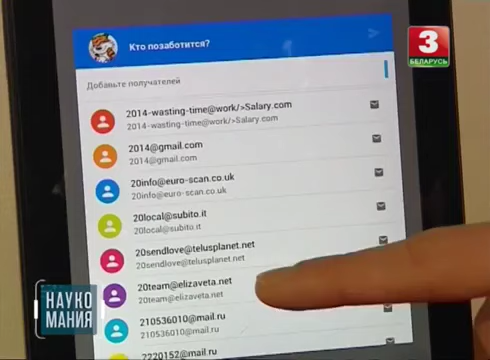 Кто позаботится?
3
БЕЛАРУСЬ
Добавьте получателей
2014-wasting-time@work/>Salary.com
2014-wasting-time@work/>Salary.com
2014@gmail.com
2014@gmail.com
20info@euro-scan.co.uk
20info@euro-scan.co.uk
20local@subito.it
20local@subito.it
20sendlove@telusplanet.net
20sendlove@telusplanet.net
20team@elizaveta.net
20team@elizaveta.net
210536010@mail.ru
210536010@mail.ru
2220152@mail.ru
НАУКО
МАНИЯ